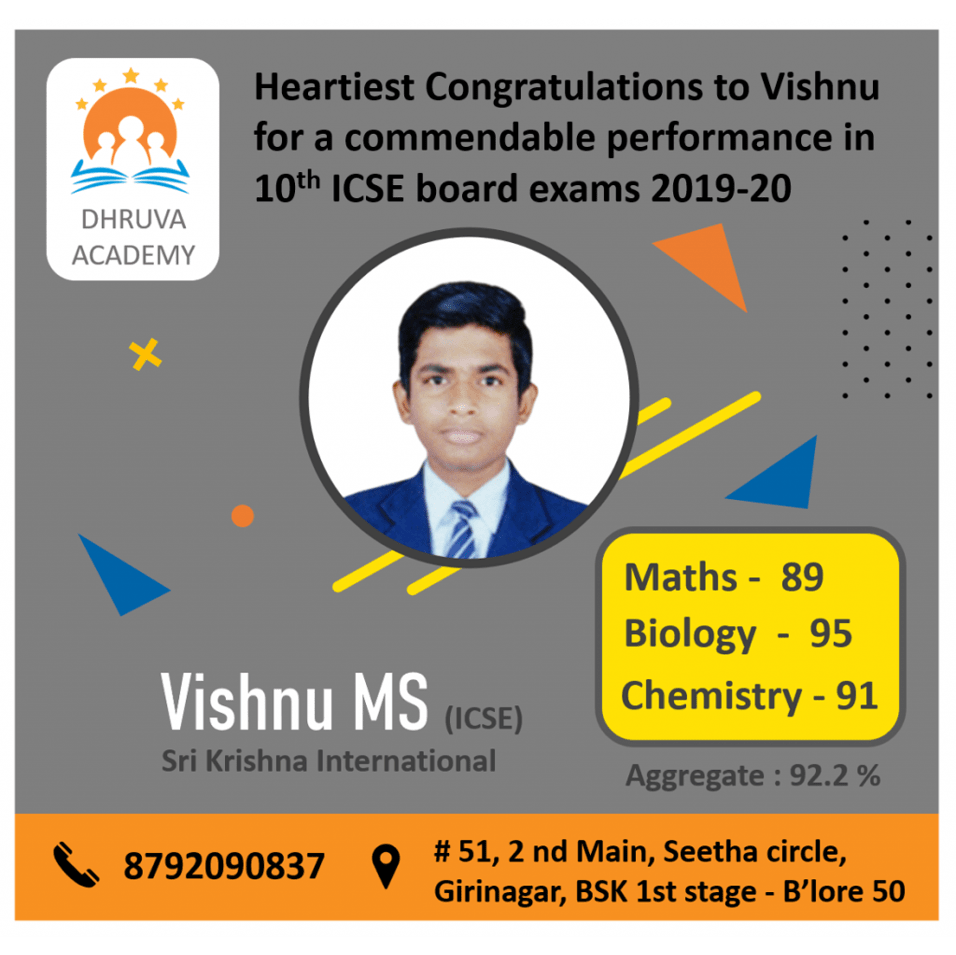 DHRUVA
ACADEMY
Heartiest Congratulations to Vishnu
for a commendable performance in
10th ICSE board exams 2019-20
Maths - 89
Biology - 95
Chemistry - 91
Vishnu MS (ICSE)
Sri Krishna International
Aggregate : 92.2 %
8792090837
# 51, 2 nd Main, Seetha circle,
Girinagar, BSK 1st stage - B’lore 50